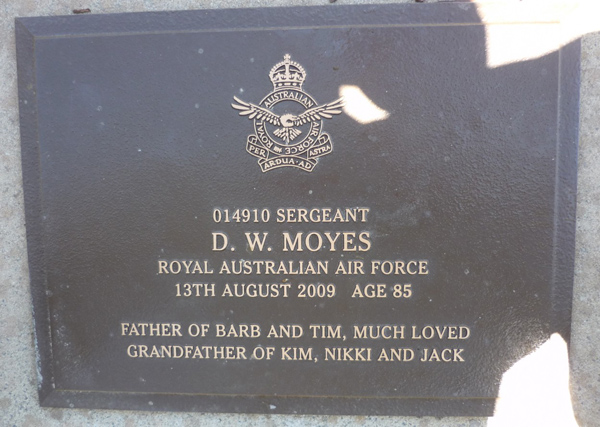 ROYAL AUSTRALIAN AIR FORCE
PER ARDUA AD ASTRA
014910 SERGEANT
D. W. MOYES
ROYAL AUSTRALIAN AIR FORCE
13TH AUGUST 2009 AGE 85
FATHER OF BARB AND TIM, MUCH LOVED
GRANDFATHER OF KIM, NIKKI AND JACK